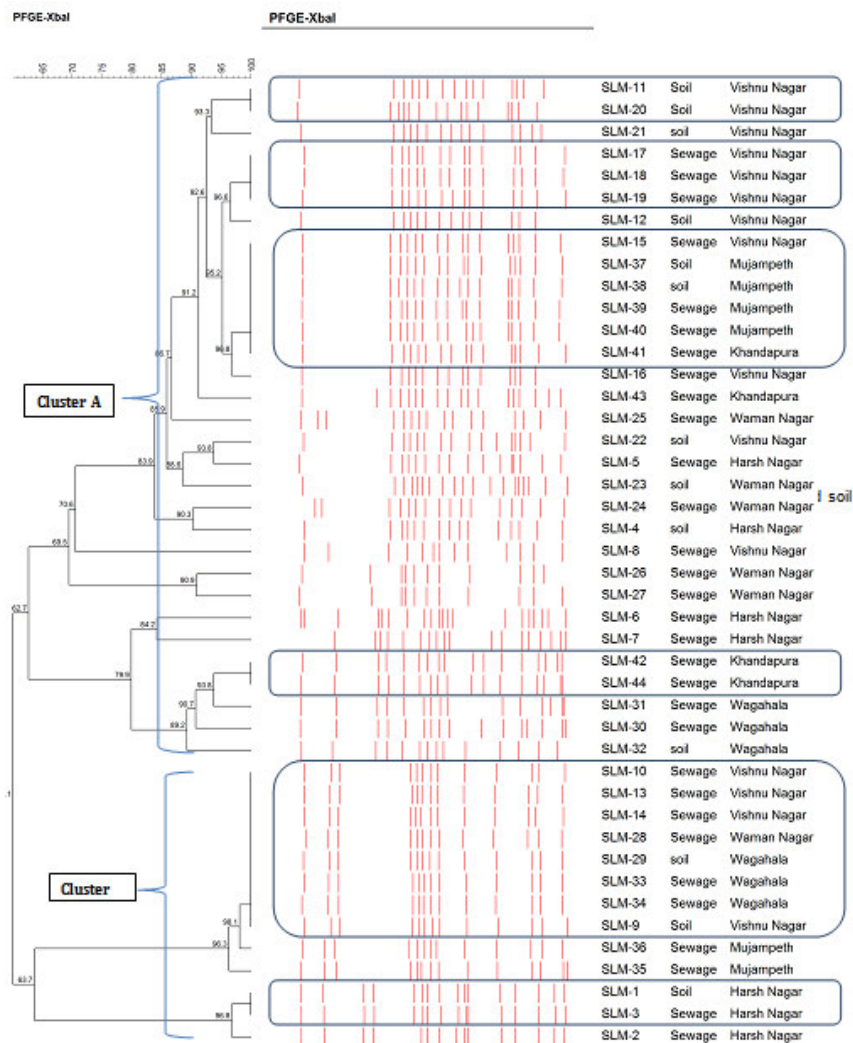 PFGE-XbaI PFGE-XbaI
65 70 75 80 85 90 95 100
SLM-11 Soil Vishnu Nagar
93.3 SLM-20 Soil Vishnu Nagar
SLM-21 soil Vishnu Nagar
SLM-17 Sewage Vishnu Nagar
SLM-18 Sewage Vishnu Nagar
92.6 96.6 SLM-19 Sewage Vishnu Nagar
SLM-12 Soil Vishnu Nagar
SLM-15 Sewage Vishnu Nagar
95.2 SLM-37 Soil Mujampeth
91.2 SLM-38 soil Mujampeth
SLM-39 Sewage Mujampeth
SLM-40 Sewage Mujampeth
96.8 SLM-41 Sewage Khandapura
SLM-16 Sewage Vishnu Nagar
Cluster A SLM-43 Sewage Khandapura
SLM-25 Sewage Waman Nagar
93.8 SLM-22 soil Vishnu Nagar
83.9 88.6 SLM-5 Sewage Harsh Nagar
SLM-23 soil Waman Nagar
soil
70.6 90.3 SLM-24 Sewage Waman Nagar
SLM-4 soil Harsh Nagar
69.5 SLM-8 Sewage Vishnu Nagar
62.7 90.9 SLM-26 Sewage Waman Nagar
SLM-27 Sewage Waman Nagar
84.2 SLM-6 Sewage Harsh Nagar
SLM-7 Sewage Harsh Nagar
93.8 SLM-42 Sewage Khandapura
79.9 90.7 SLM-44 Sewage Khandapura
SLM-31 Sewage Wagahala
89.2 SLM-30 Sewage Wagahala
SLM-32 soil Wagahala
SLM-10 Sewage Vishnu Nagar
.1 SLM-13 Sewage Vishnu Nagar
SLM-14 Sewage Vishnu Nagar
SLM-28 Sewage Waman Nagar
SLM-29 soil Wagahala
Cluster SLM-33 Sewage Wagahala
SLM-34 Sewage Wagahala
98.1 SLM-9 Soil Vishnu Nagar
96.3 SLM-36 Sewage Mujampeth
SLM-35 Sewage Mujampeth
63.7 SLM-1 Soil Harsh Nagar
96.8 SLM-3 Sewage Harsh Nagar
SLM-2 Sewage Harsh Nagar